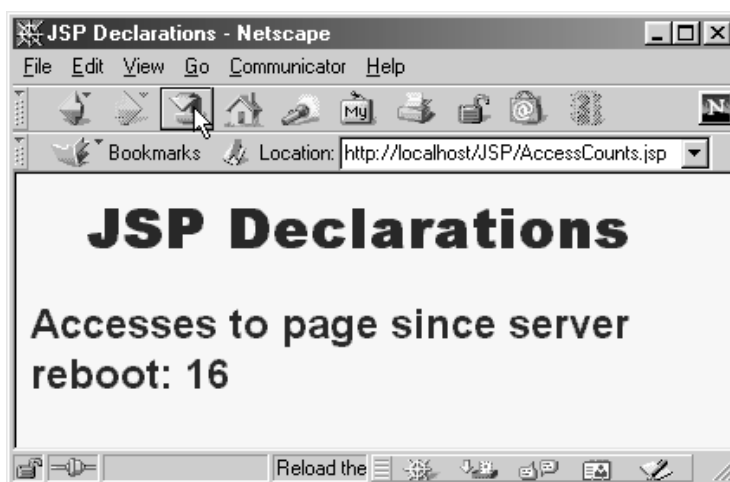 JSP Declarations - Netscape
File Edit View Go Communicator Help
My N
Bookmarks Location: http://localhost/JSP/AccessCounts.jsp
JSP Declarations
Accesses to page since server
reboot: 16
Reload the